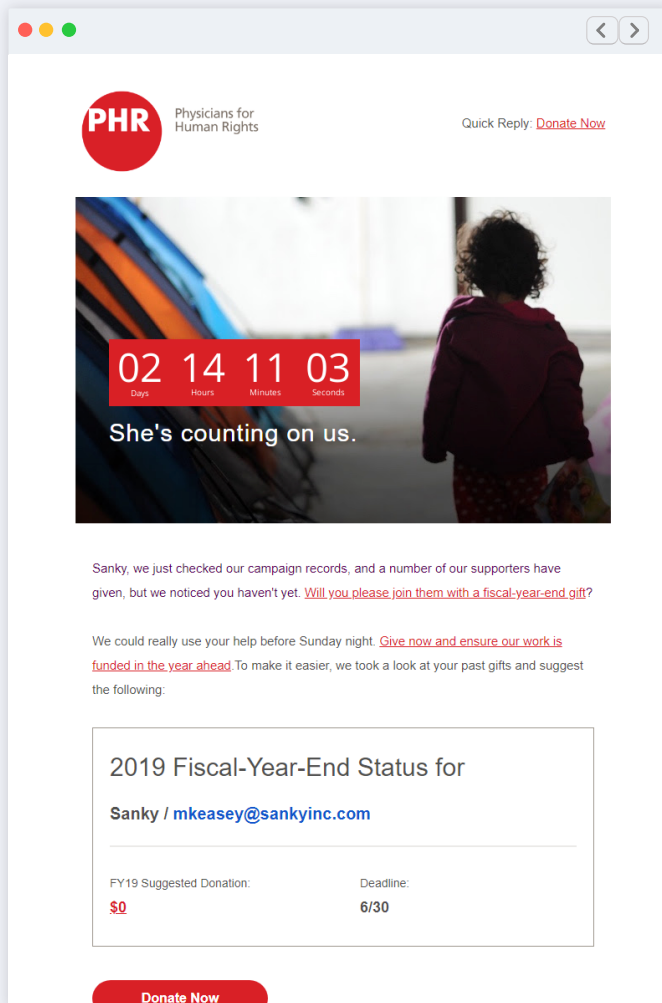 PHR
Physicians for
Human Rights
Quick Reply: Donate Now
02 14 11 03
Days Hours Minutes Seconds
She's counting on us.
Sanky, we just checked our campaign records, and a number of our supporters have
given, but we noticed you haven't yet. Will you please join them with a fiscal-year-end gift?
We could really use your help before Sunday night. Give now and ensure our work is
funded in the year ahead.To make it easier, we took a look at your past gifts and suggest
the following:
2019 Fiscal-Year-End Status for
Sanky / mkeasey@sankyinc.com
FY19 Suggested Donation: Deadline:
$0 6/30
Donate Now